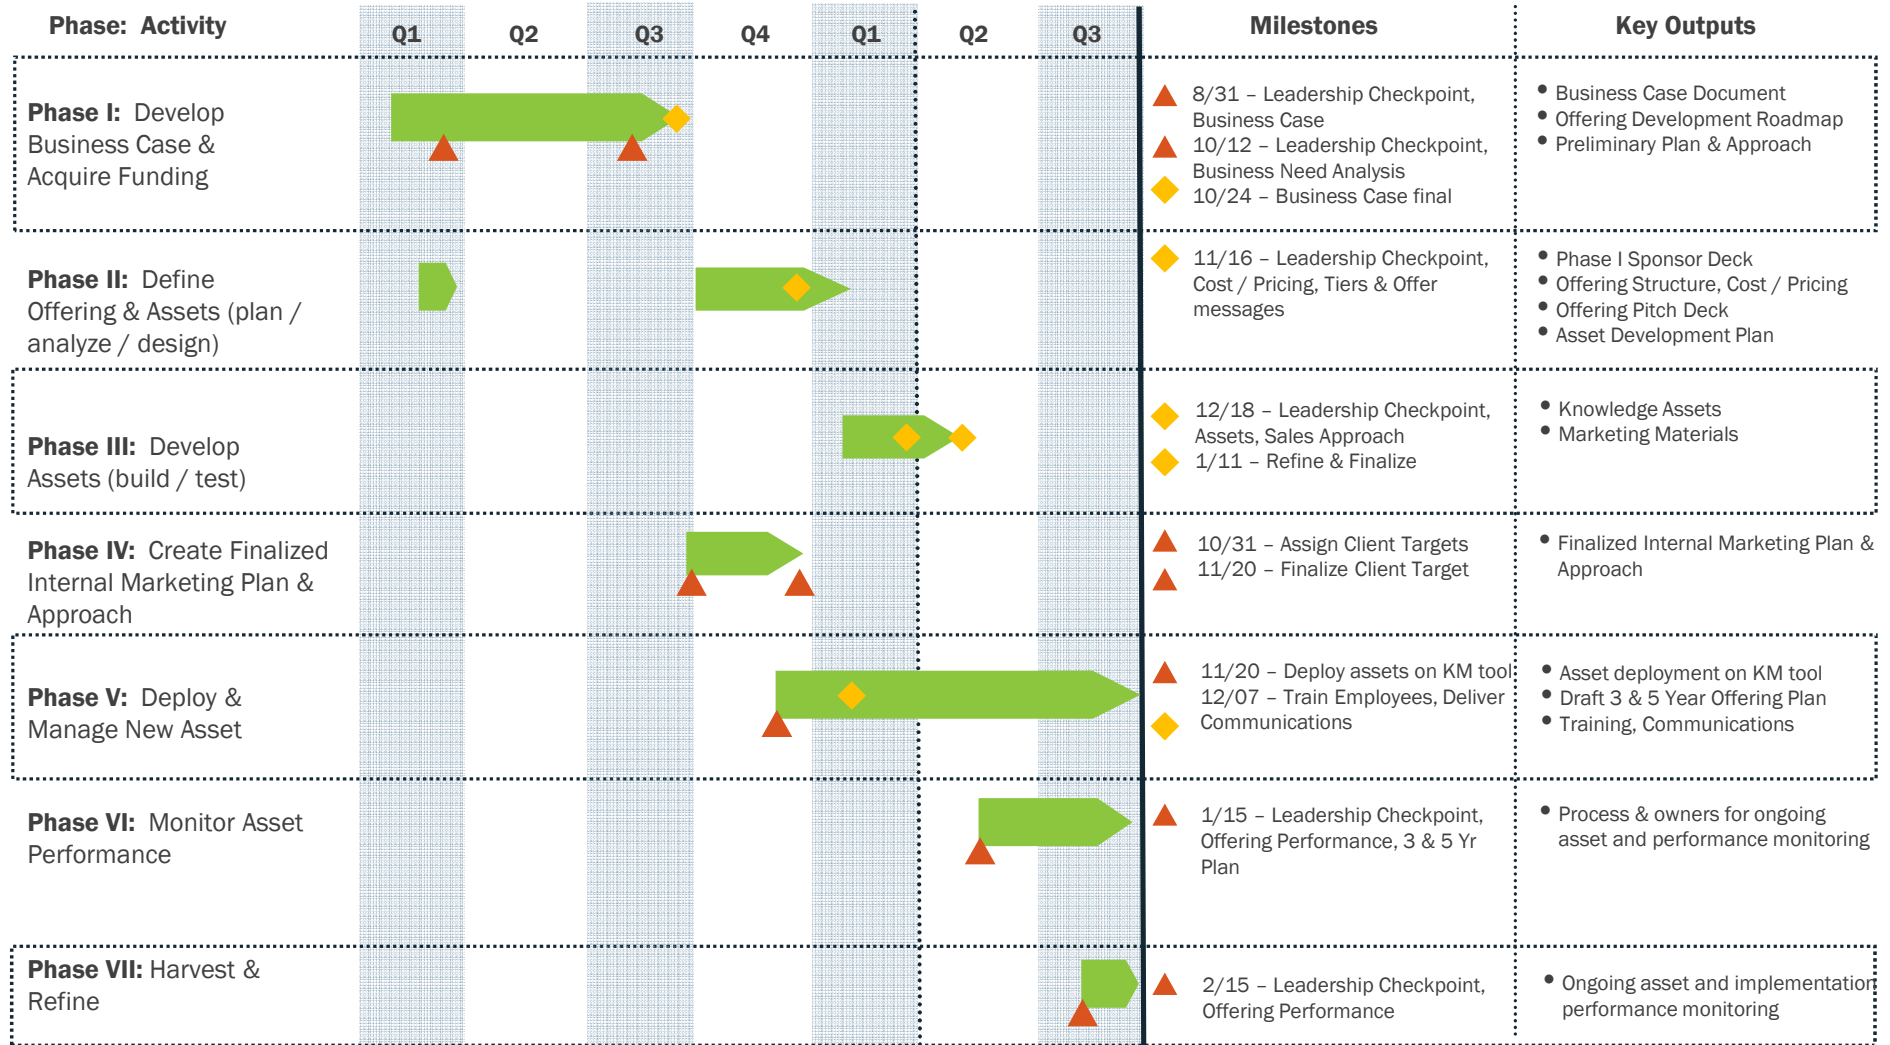 Phase: Activity
Q1
Q2
Q3
Q4
Q1
Q2
Q3
Milestones
Key Outputs
Phase I: Develop
Business Case &
Acquire Funding
8/31 – Leadership Checkpoint,
Business Case
10/12 – Leadership Checkpoint,
Business Need Analysis
10/24 – Business Case final
• Business Case Document
• Offering Development Roadmap
• Preliminary Plan & Approach
Phase II: Define
Offering & Assets (plan /
analyze / design)
11/16 – Leadership Checkpoint,
Cost / Pricing, Tiers & Offer
messages
• Phase I Sponsor Deck
• Offering Structure, Cost / Pricing
• Offering Pitch Deck
• Asset Development Plan
Phase III: Develop
Assets (build / test)
12/18 – Leadership Checkpoint,
Assets, Sales Approach
1/11 – Refine & Finalize
• Knowledge Assets
• Marketing Materials
Phase IV: Create Finalized
Internal Marketing Plan &
Approach
10/31 – Assign Client Targets
11/20 – Finalize Client Target
• Finalized Internal Marketing Plan &
Approach
Phase V: Deploy &
Manage New Asset
11/20 – Deploy assets on KM tool
12/07 – Train Employees, Deliver
Communications
• Asset deployment on KM tool
• Draft 3 & 5 Year Offering Plan
• Training, Communications
Phase VI: Monitor Asset
Performance
1/15 – Leadership Checkpoint,
Offering Performance, 3 & 5 Yr
Plan
• Process & owners for ongoing
asset and performance monitoring
Phase VII: Harvest &
Refine
2/15 – Leadership Checkpoint,
Offering Performance
• Ongoing asset and implementation
performance monitoring